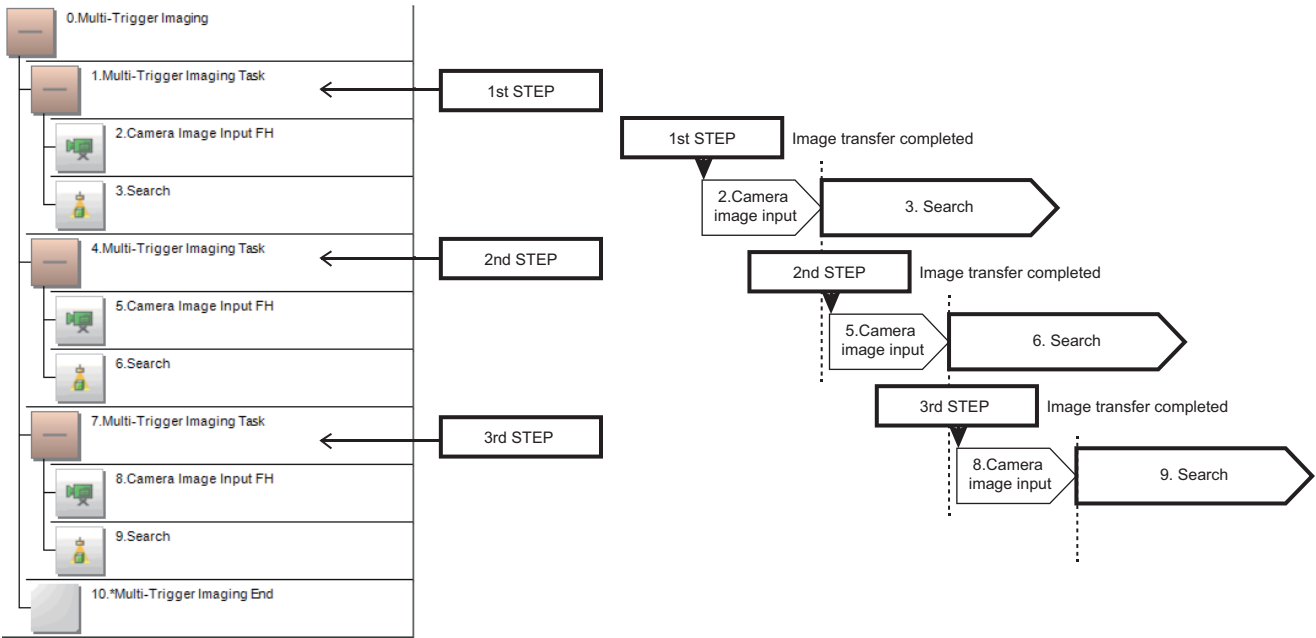 0.Multi-Trigger Imaging
1.Multi-Trigger Imaging Task
1st STEP
2.Camera Image Input FH
3.Search
4.Multi-Trigger Imaging Task
2nd STEP
5.Camera Image Input FH
6.Search
7.Multi-Trigger Imaging Task
3rd STEP
8.Camera Image Input FH
9.Search
10.*Multi-Trigger Imaging End
1st STEP
Image transfer completed
2.Camera
image input
3. Search
2nd STEP
Image transfer completed
5.Camera
image input
6. Search
3rd STEP
Image transfer completed
8.Camera
image input
9. Search